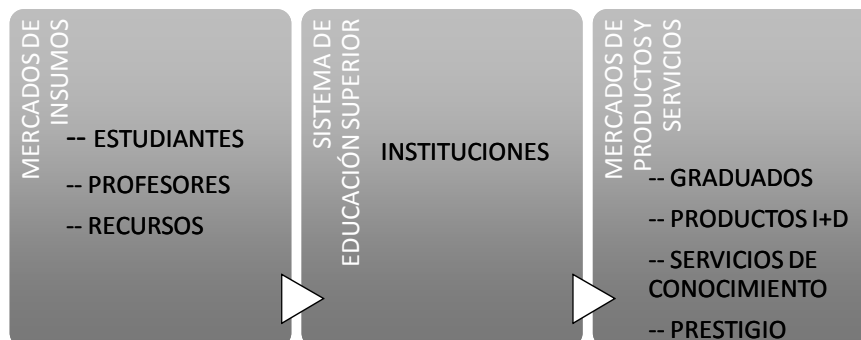 MERCADOS DE
INSUMOS
-- ESTUDIANTES
-- PROFESORES
-- RECURSOS
SISTEMA DE
EDUCACIÓN SUPERIOR
INSTITUCIONES
MERCADOS DE
PRODUCTOS Y
SERVICIOS
-- GRADUADOS
-- PRODUCTOS I+D
-- SERVICIOS DE
CONOCIMIENTO
-- PRESTIGIO